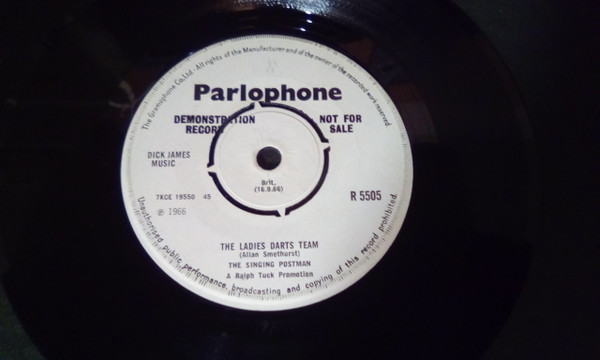 The Gramophone Co.Ltd. · All rights of the Manufacturer and of the owner of the recorded work reserved.
Parlophone
DEMONSTRATION RECORD
NOT FOR SALE
DICK JAMES
MUSIC
Brit.
(16.9.66)
7XCE 19550 45
R 5505
℗ 1966
THE LADIES DARTS TEAM
(Allan Smethurst)
THE SINGING POSTMAN
A Ralph Tuck Promotion
Unauthorised public performance, broadcasting and copying of this record prohibited.